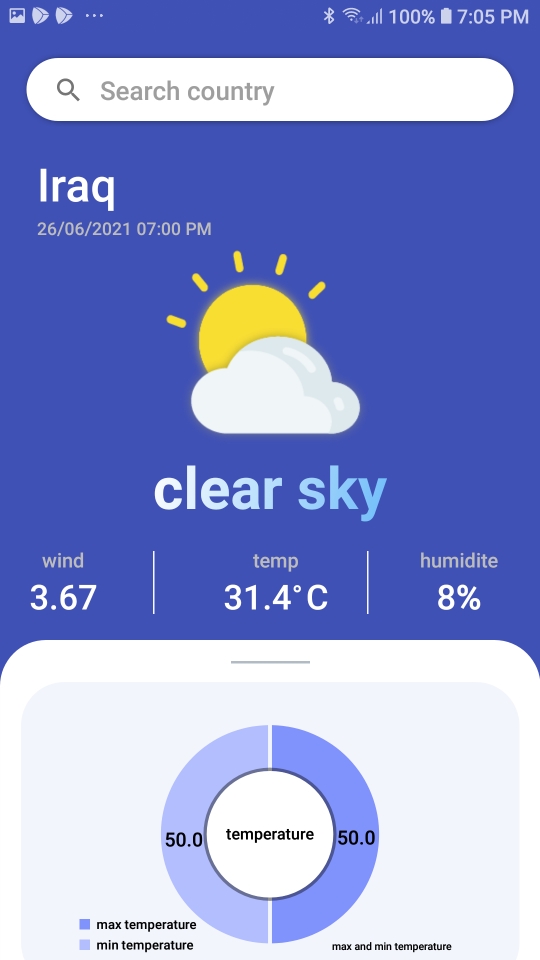 100% 7:05 PM
Search country
Iraq
26/06/2021 07:00 PM
clear sky
wind temp humidite
3.67 31.4°C 8%
50.0 temperature 50.0
max temperature
min temperature
max and min temperature